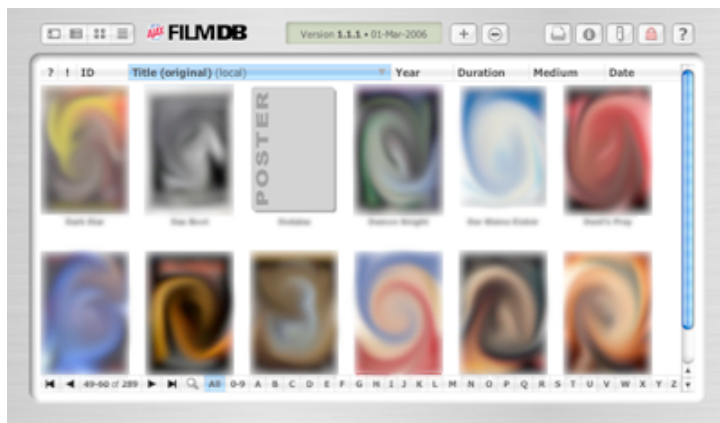 AJAX FILMDB Version 1.1.1 • 01-Mar-2006 + ?
? ! ID Title (original) (local) Year Duration Medium Date
POSTER
49-60 of 289 All 0-9 A B C D E F G H I J K L M N O P Q R S T U V W X Y Z